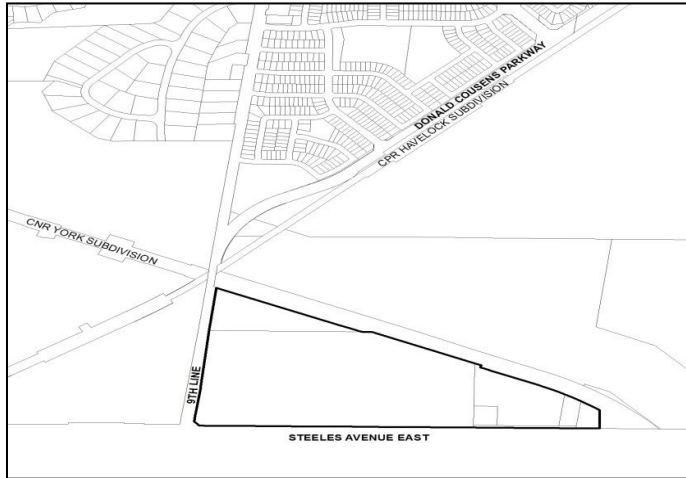 DONALD COUSENS PARKWAY
CPR HAVELOCK SUBDIVISION
CNR YORK SUBDIVISION
9TH LINE
STEELES AVENUE EAST